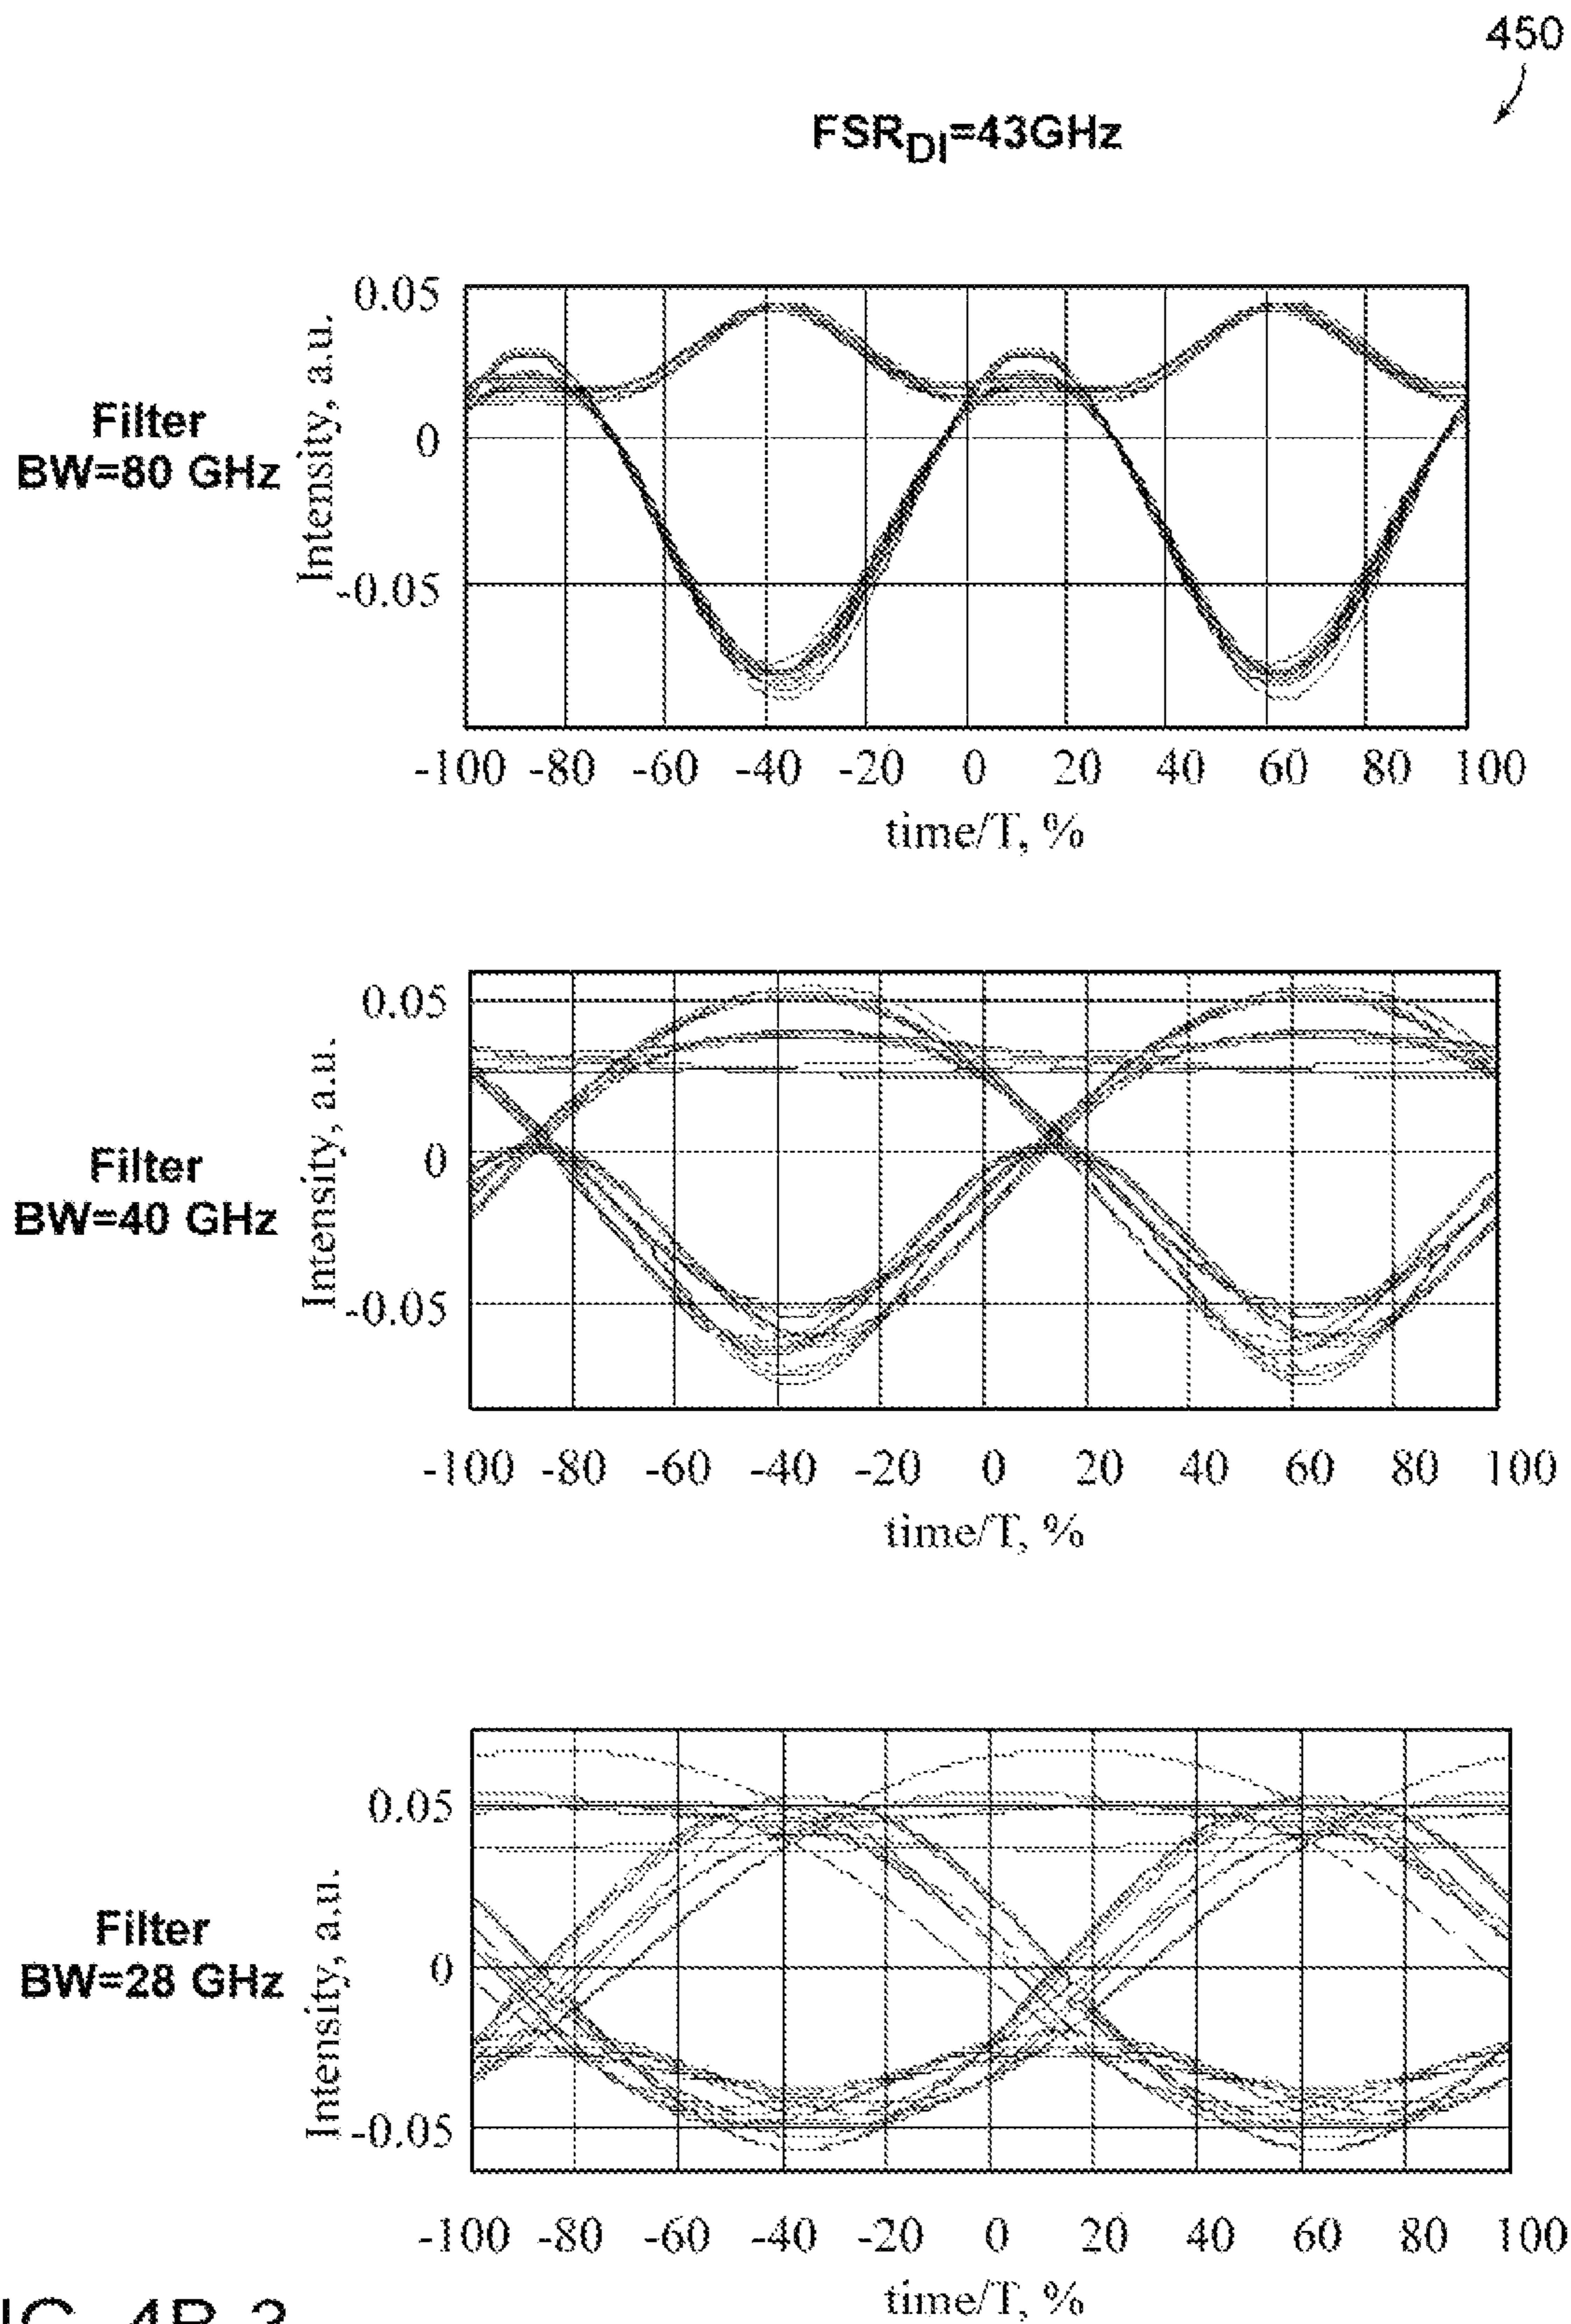 450
FSR_DI=43GHz
Filter
BW=80 GHz
Intensity, a.u.
0.05
0
-0.05
-100 -80 -60 -40 -20 0 20 40 60 80 100
time/T, %
Filter
BW=40 GHz
Intensity, a.u.
0.05
0
-0.05
-100 -80 -60 -40 -20 0 20 40 60 80 100
time/T, %
Filter
BW=28 GHz
Intensity, a.u.
0.05
0
-0.05
-100 -80 -60 -40 -20 0 20 40 60 80 100
time/T, %